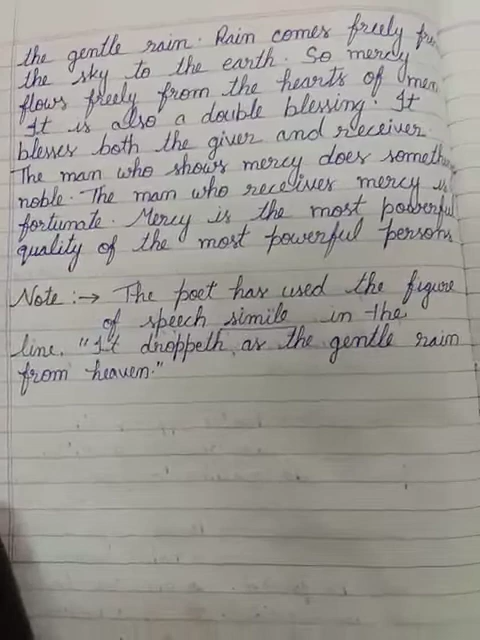 the gentle rain. Rain comes freely from
the sky to the earth. So mercy
flows freely from the hearts of men
It is also a double blessing. It
blesses both the giver and receiver
The man who shows mercy does somethin
noble. The man who receives mercy is
fortunate. Mercy is the most powerful
quality of the most powerful persons
Note :→ The poet has used the figure
of speech simile in the
line. "It droppeth as the gentle rain
from heaven."